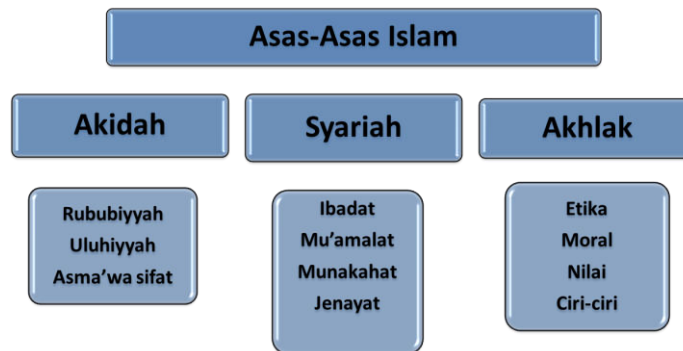 Asas-Asas Islam
Akidah
Syariah
Akhlak
Rububiyyah
Uluhiyyah
Asma’wa sifat
Ibadat
Mu’amalat
Munakahat
Jenayat
Etika
Moral
Nilai
Ciri-ciri